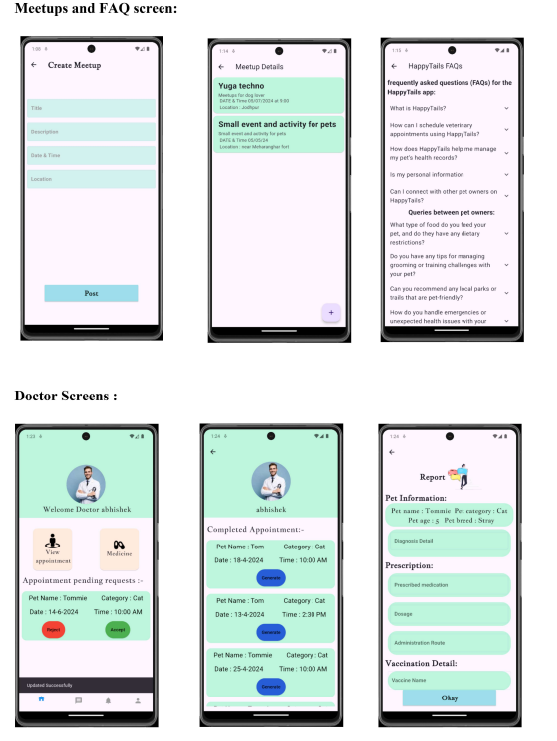 Meetups and FAQ screen:
1:08
Create Meetup
Title
Description
Date & Time
Location
Post
1:14
Meetup Details
Yuga techno
Meetups for dog lover
DATE & Time 05/07/2024 at 9:00
Location : Jodhpur
Small event and activity for pets
Small event and activity for pets
DATE & Time 05/05/24
Location : near Meharanghar fort
+
1:15
HappyTails FAQs
frequently asked questions (FAQs) for the
HappyTails app:
What is HappyTails?
How can I schedule veterinary
appointments using HappyTails?
How does HappyTails help me manage
my pet's health records?
Is my personal information
Can I connect with other pet owners on
HappyTails?
Queries between pet owners:
What type of food do you feed your
pet, and do they have any dietary
restrictions?
Do you have any tips for managing
grooming or training challenges with
your pet?
Can you recommend any local parks or
trails that are pet-friendly?
How do you handle emergencies or
unexpected health issues with your
Doctor Screens :
1:23
Welcome Doctor abhishek
View
appointment
Medicine
Appointment pending requests :-
Pet Name : Tommie Category : Cat
Date : 14-6-2024 Time : 10:00 AM
Reject Accept
Updated Successfully
1:24
abhishek
Completed Appointment:-
Pet Name : Tom Category : Cat
Date : 18-4-2024 Time : 10:00 AM
Generate
Pet Name : Tom Category : Cat
Date : 13-4-2024 Time : 2:30 PM
Generate
Pet Name : Tommie Category : Cat
Date : 25-4-2024 Time : 10:00 AM
Generate
1:24
Report
Pet Information:
Pet name : Tommie Pet category : Cat
Pet age : 5 Pet breed : Stray
Diagnosis Detail
Prescription:
Prescribed medication
Dosage
Administration Route
Vaccination Detail:
Vaccine Name
Okay